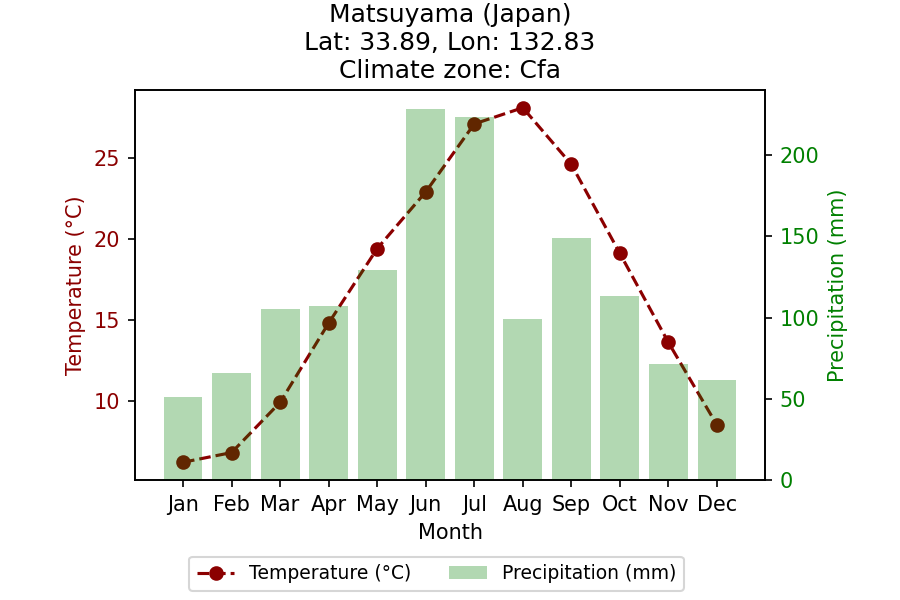 Matsuyama (Japan)
Lat: 33.89, Lon: 132.83
Climate zone: Cfa
25
20
15
10
Temperature (°C)
200
150
100
50
0
Precipitation (mm)
Jan Feb Mar Apr May Jun Jul Aug Sep Oct Nov Dec
Month
Temperature (°C) Precipitation (mm)